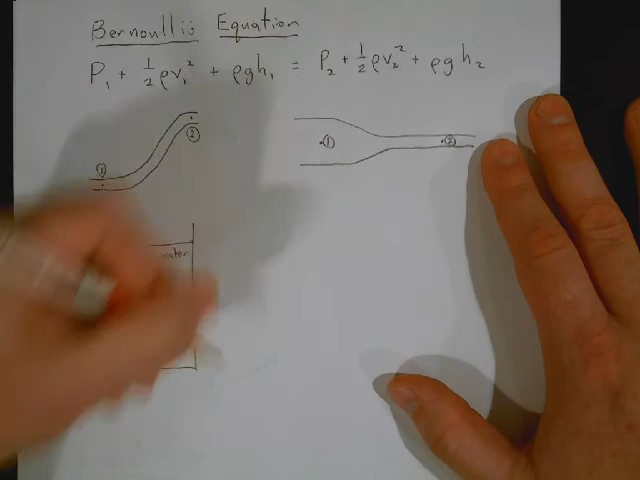 Bernoulli's Equation
P₁ + ½ρv₁² + ρgh₁ = P₂ + ½ρv₂² + ρgh₂
① ②
① ②
water